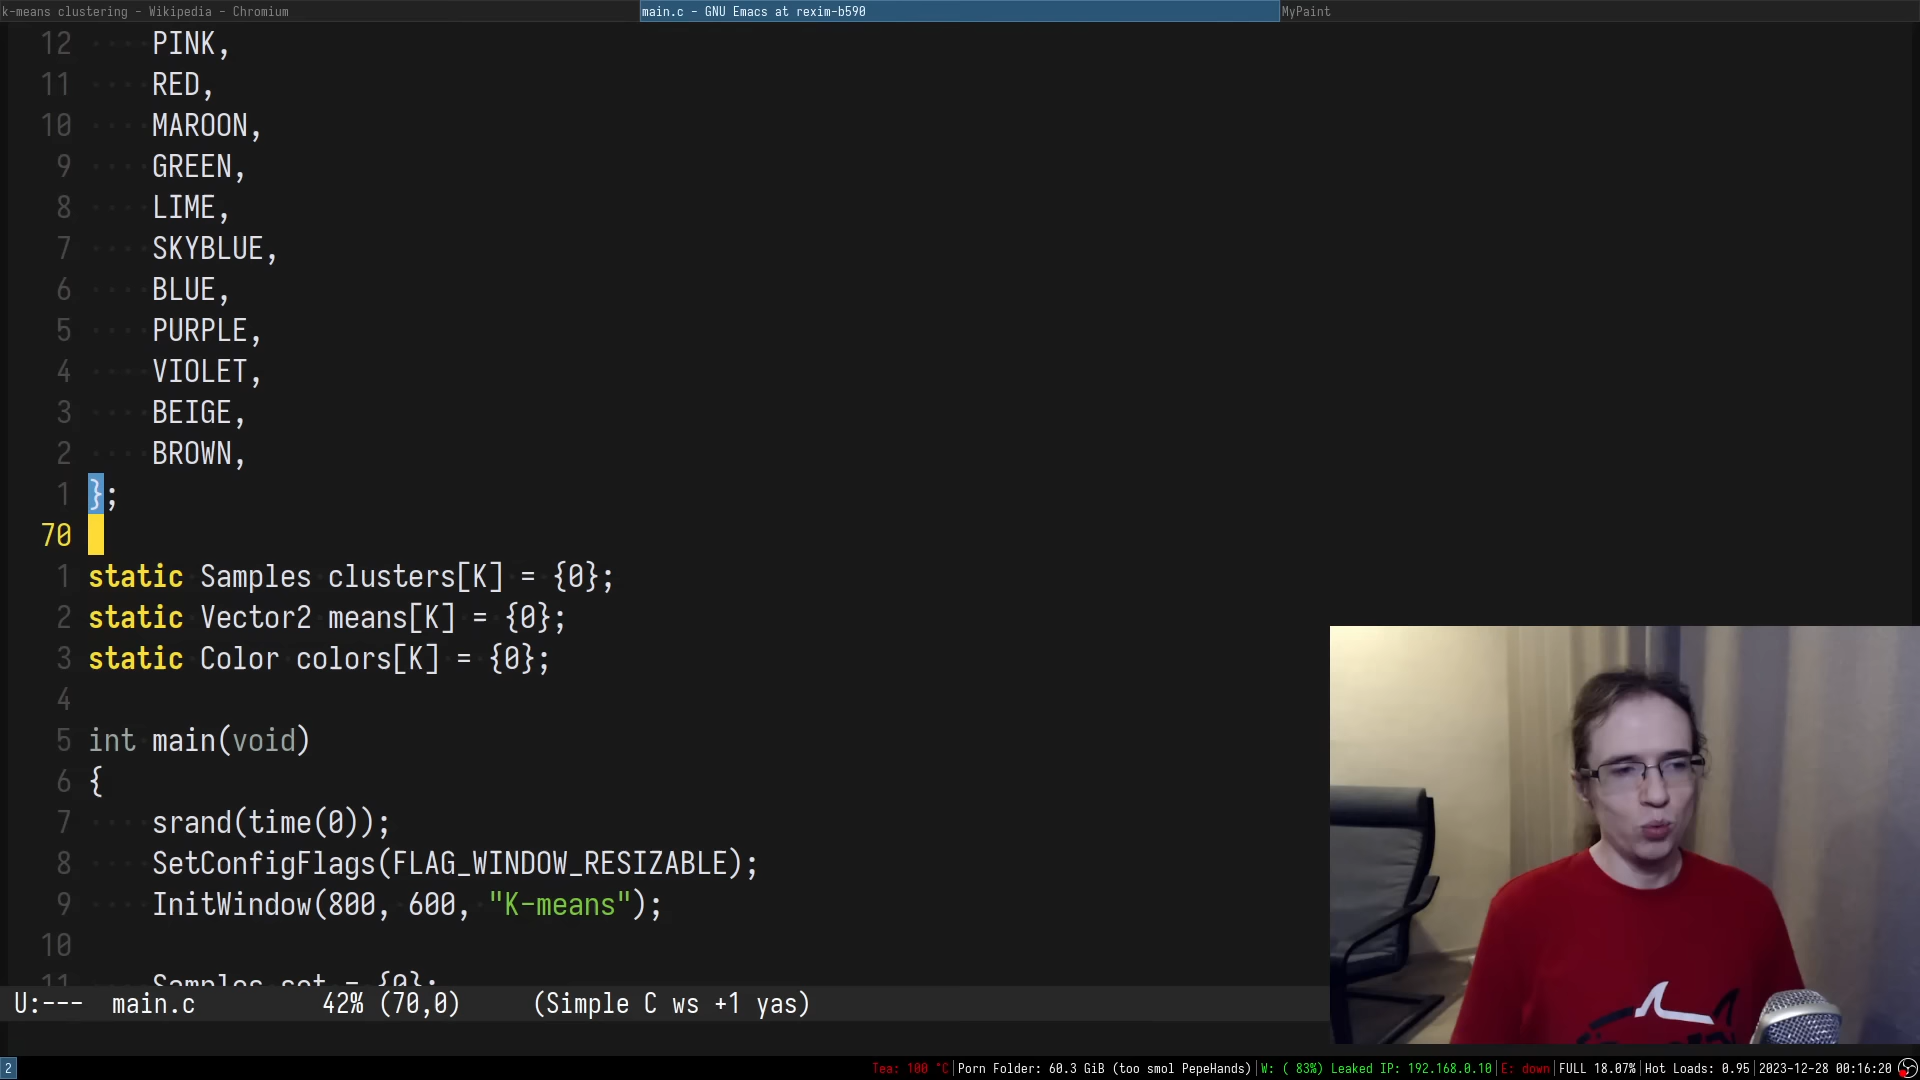 k-means clustering - Wikipedia - Chromium main.c - GNU Emacs at rexim-b590 MyPaint
12 PINK,
11 RED,
10 MAROON,
9 GREEN,
8 LIME,
7 SKYBLUE,
6 BLUE,
5 PURPLE,
4 VIOLET,
3 BEIGE,
2 BROWN,
1 };
70
1 static Samples clusters[K] = {0};
2 static Vector2 means[K] = {0};
3 static Color colors[K] = {0};
4
5 int main(void)
6 {
7 srand(time(0));
8 SetConfigFlags(FLAG_WINDOW_RESIZABLE);
9 InitWindow(800, 600, "K-means");
10
11 Samples set = {0};
U:--- main.c 42% (70,0) (Simple C ws +1 yas)
2 Tea: 100 °C|Porn Folder: 60.3 GiB (too smol PepeHands)|W: ( 83%) Leaked IP: 192.168.0.10|E: down|FULL 18.07%|Hot Loads: 0.95|2023-12-28 00:16:20